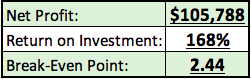 Net Profit: $105,788
Return on Investment: 168%
Break-Even Point: 2.44